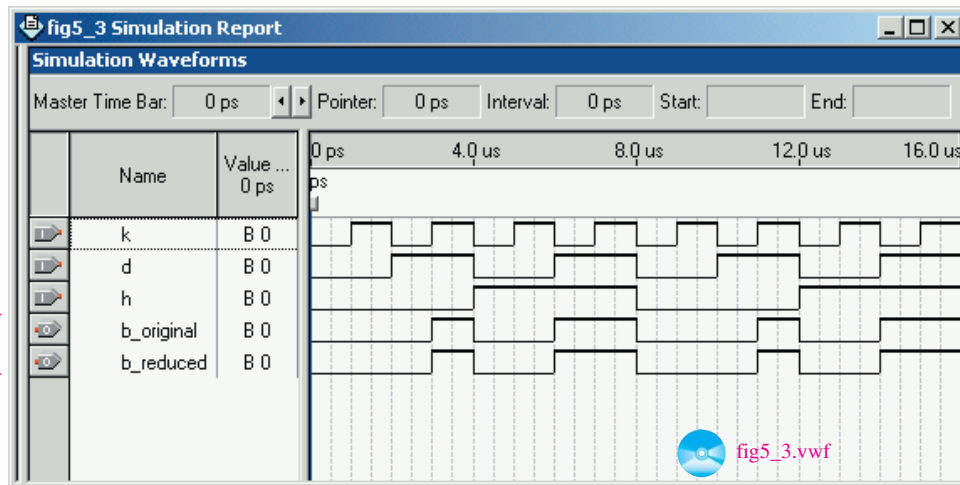 fig5_3 Simulation Report
Simulation Waveforms
Master Time Bar: 0 ps Pointer: 0 ps Interval: 0 ps Start: End:
Name Value ... 0 ps
0 ps 4.0 us 8.0 us 12.0 us 16.0 us
ps
k B 0
d B 0
h B 0
b_original B 0
b_reduced B 0
fig5_3.vwf